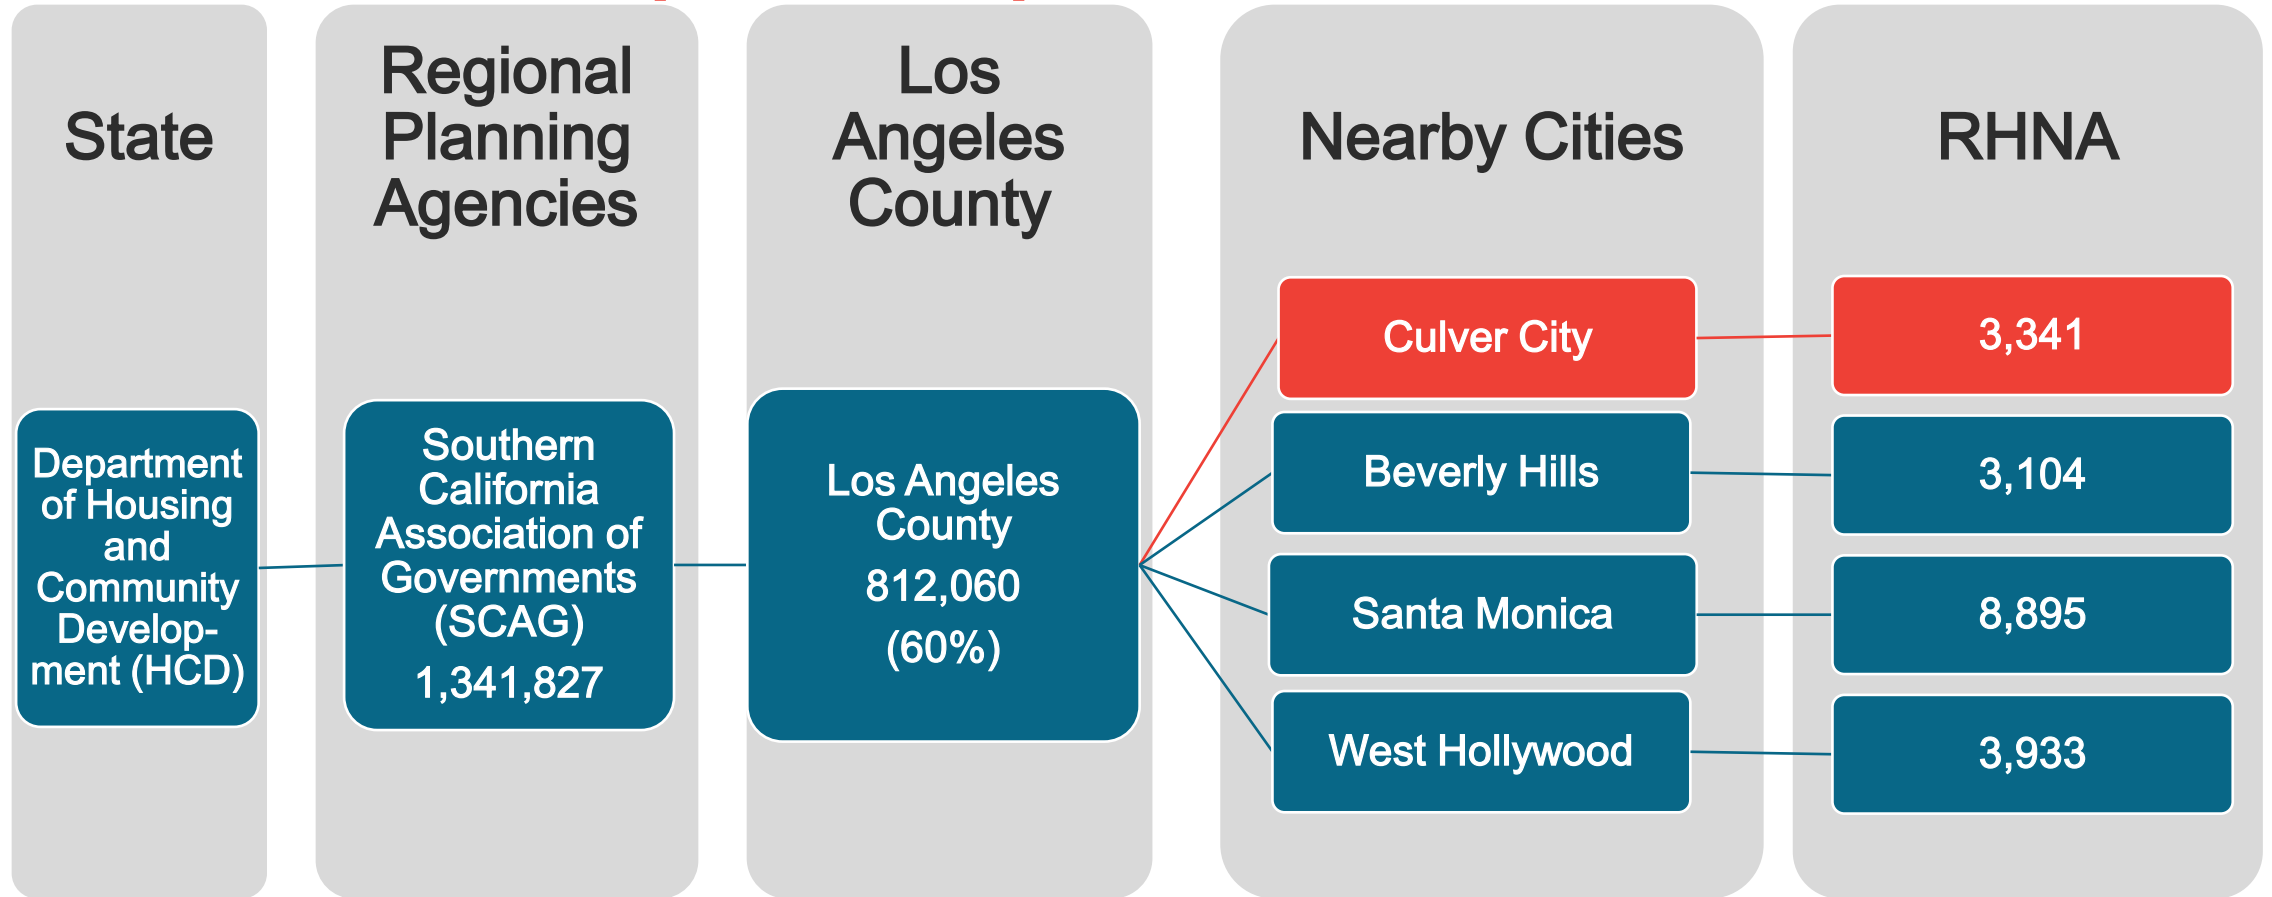 State
Regional
Planning
Agencies
Los
Angeles
County
Nearby Cities
RHNA
Department
of Housing
and
Community
Develop-
ment (HCD)
Southern
California
Association of
Governments
(SCAG)
1,341,827
Los Angeles
County
812,060
(60%)
Culver City
3,341
Beverly Hills
3,104
Santa Monica
8,895
West Hollywood
3,933